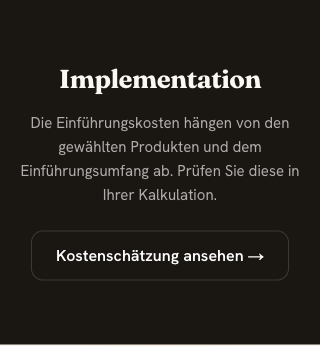 Implementation
Die Einführungskosten hängen von den
gewählten Produkten und dem
Einführungsumfang ab. Prüfen Sie diese in
Ihrer Kalkulation.
Kostenschätzung ansehen →